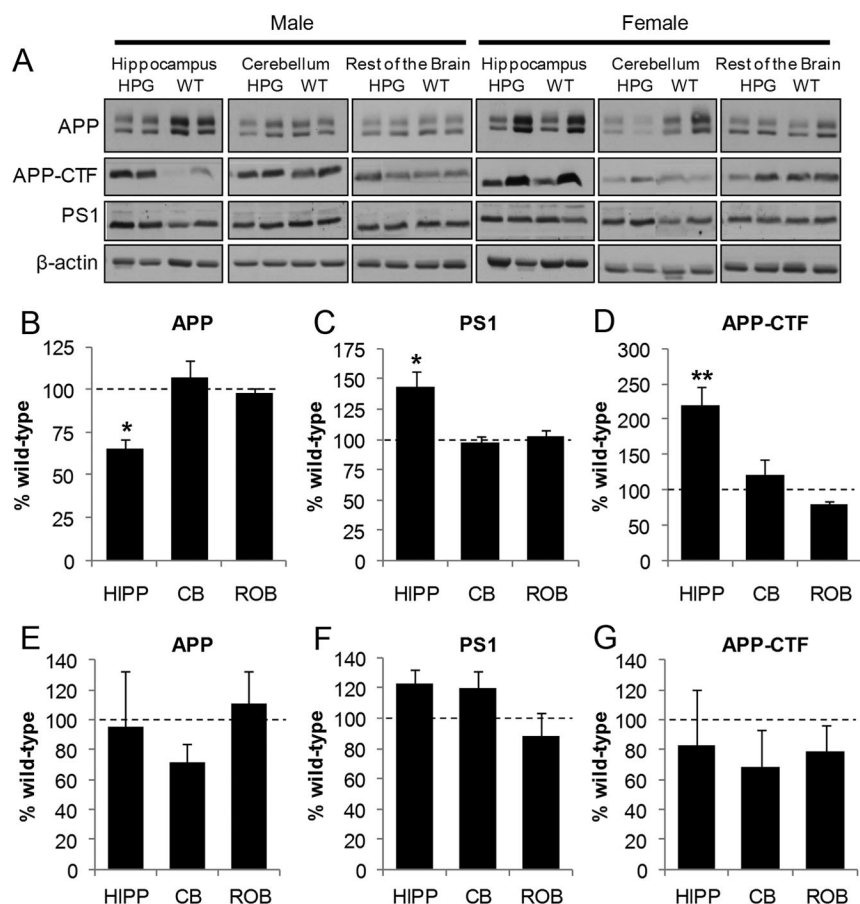 Male Female
A
Hippocampus Cerebellum Rest of the Brain Hippocampus Cerebellum Rest of the Brain
HPG WT HPG WT HPG WT HPG WT HPG WT HPG WT
APP
APP-CTF
PS1
β-actin
B APP
% wild-type
125
100
75
50
25
0
*
HIPP CB ROB
C PS1
% wild-type
175
150
125
100
75
50
25
0
*
HIPP CB ROB
D APP-CTF
% wild-type
300
250
200
150
100
50
0
**
HIPP CB ROB
E APP
% wild-type
140
120
100
80
60
40
20
0
HIPP CB ROB
F PS1
% wild-type
140
120
100
80
60
40
20
0
HIPP CB ROB
G APP-CTF
% wild-type
140
120
100
80
60
40
20
0
HIPP CB ROB